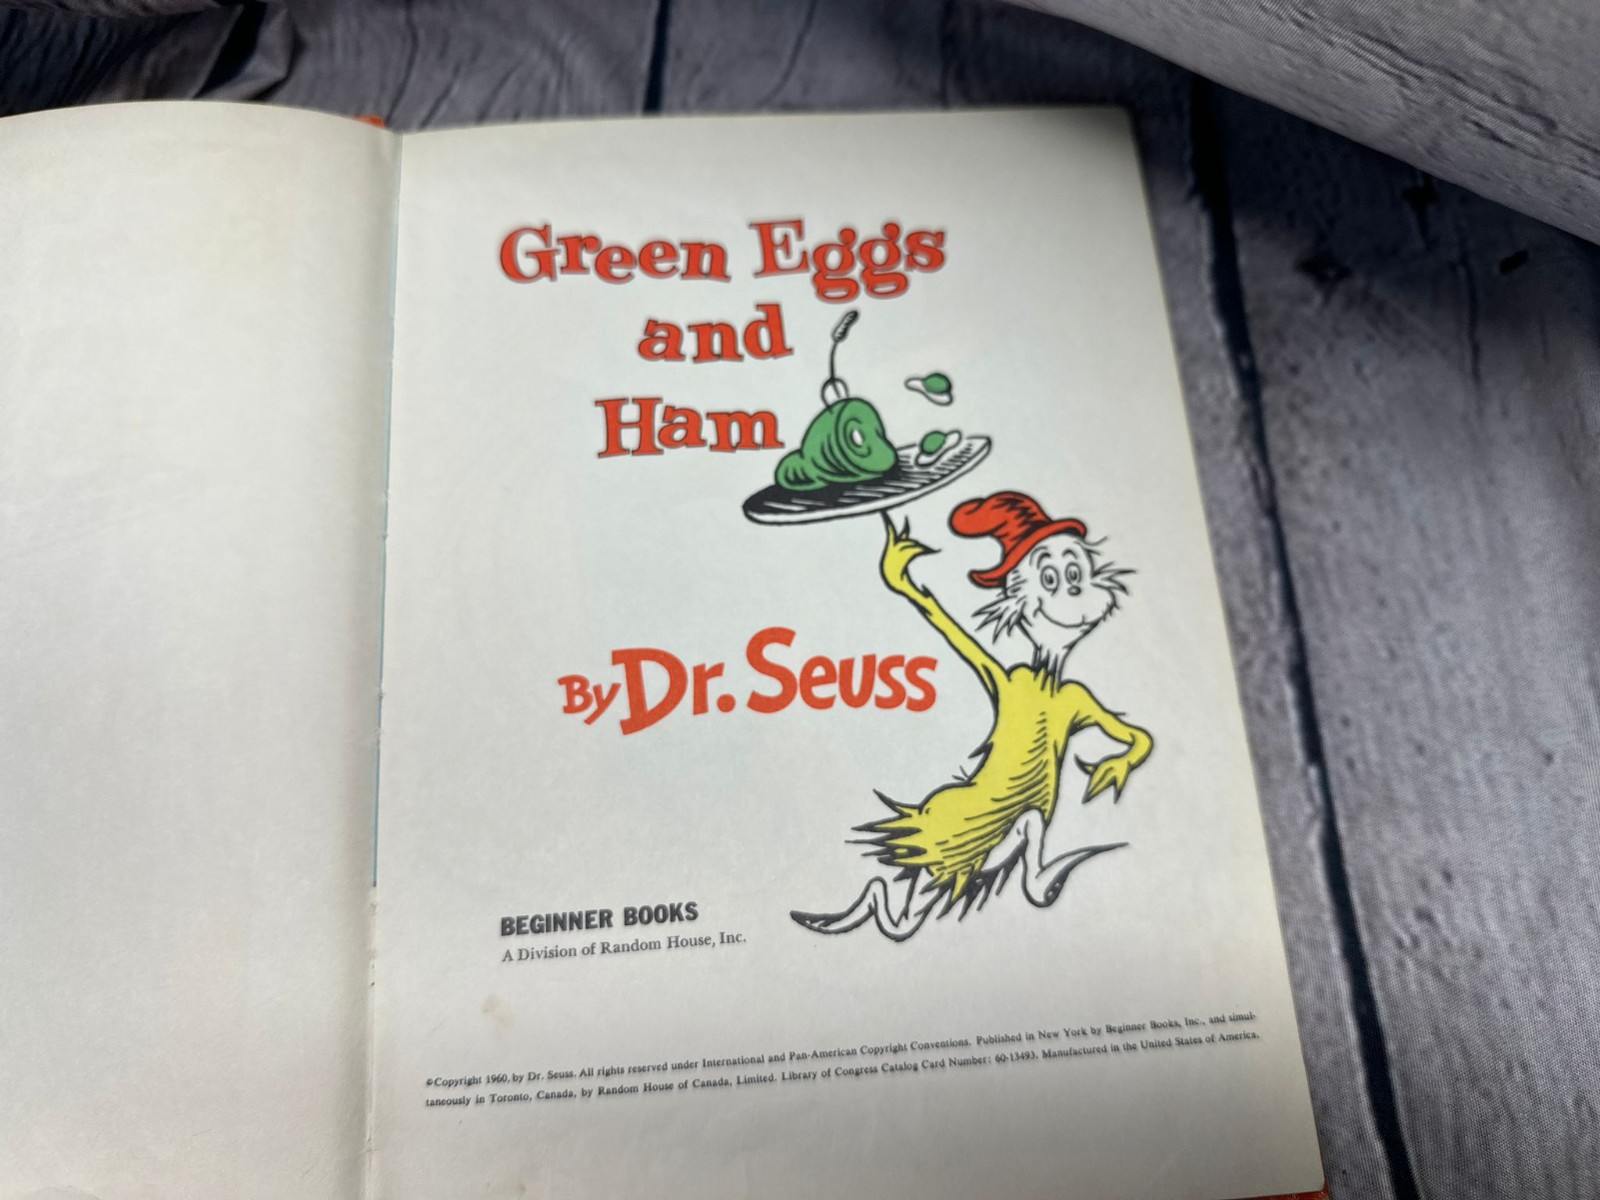 Green Eggs
and
Ham
By Dr. Seuss
BEGINNER BOOKS
A Division of Random House, Inc.
©Copyright 1960, by Dr. Seuss. All rights reserved under International and Pan-American Copyright Conventions. Published in New York by Beginner Books, Inc., and simul-
taneously in Toronto, Canada, by Random House of Canada, Limited. Library of Congress Catalog Card Number: 60-13493. Manufactured in the United States of America.